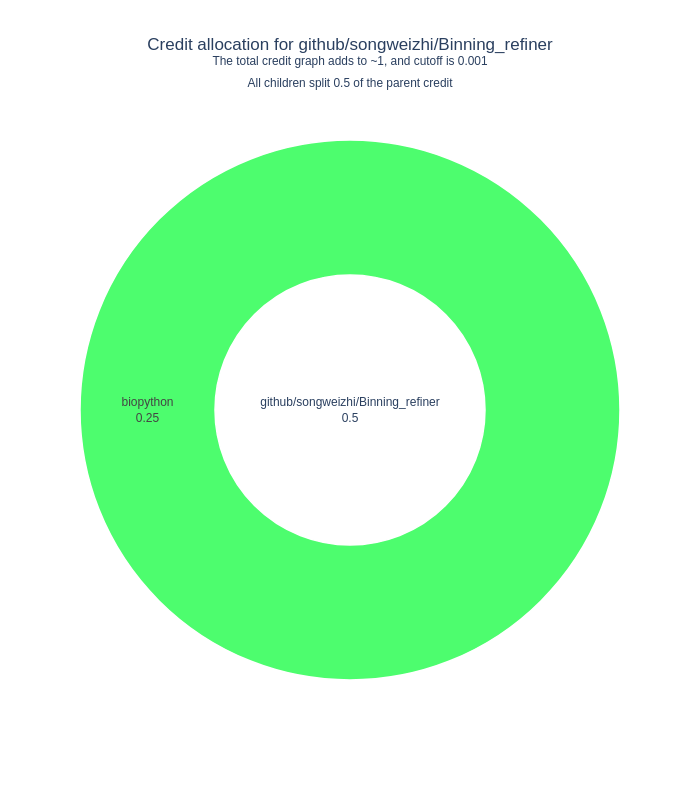 Credit allocation for github/songweizhi/Binning_refiner
The total credit graph adds to ~1, and cutoff is 0.001
All children split 0.5 of the parent credit
biopython
0.25
github/songweizhi/Binning_refiner
0.5